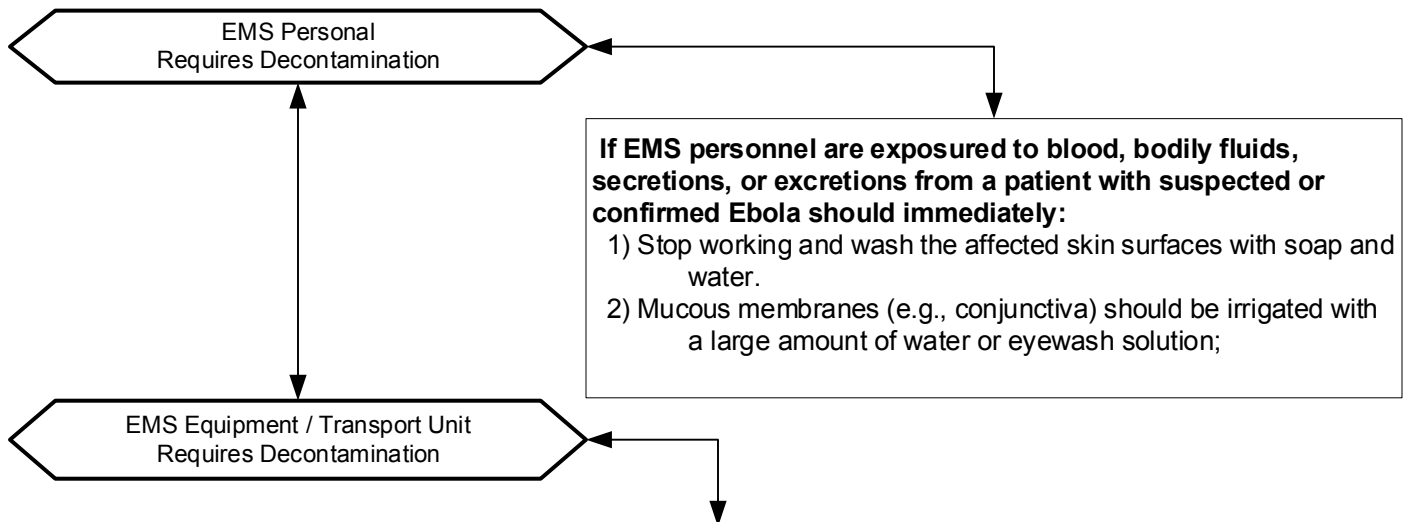 EMS Personal
Requires Decontamination
If EMS personnel are exposured to blood, bodily fluids,
secretions, or excretions from a patient with suspected or
confirmed Ebola should immediately:
1) Stop working and wash the affected skin surfaces with soap and
water.
2) Mucous membranes (e.g., conjunctiva) should be irrigated with
a large amount of water or eyewash solution;
EMS Equipment / Transport Unit
Requires Decontamination